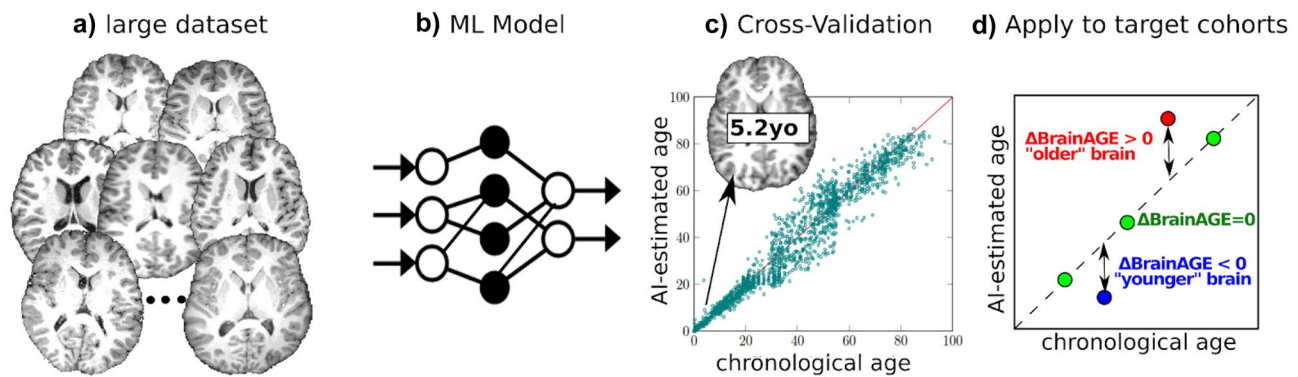 a) large dataset
b) ML Model
c) Cross-Validation
5.2yo
100
80
60
40
20
0
0
20
40
60
80
100
AI-estimated age
chronological age
d) Apply to target cohorts
ΔBrainAGE > 0
"older" brain
ΔBrainAGE=0
ΔBrainAGE < 0
"younger" brain
AI-estimated age
chronological age